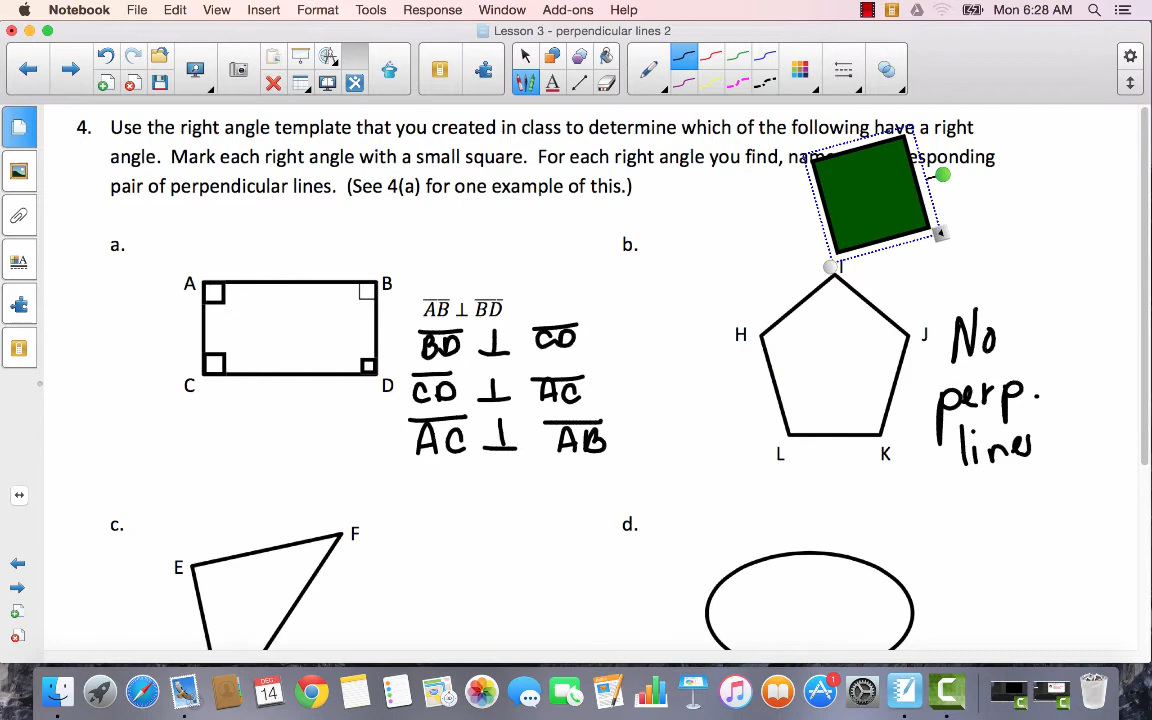 Notebook File Edit View Insert Format Tools Response Window Add-ons Help Mon 6:28 AM
Lesson 3 - perpendicular lines 2
4. Use the right angle template that you created in class to determine which of the following have a right
angle. Mark each right angle with a small square. For each right angle you find,
pair of perpendicular lines. (See 4(a) for one example of this.)
a.
b.
A
B
C
D
AB ⊥ BD
BD ⊥ CD
CD ⊥ AC
AC ⊥ AB
I
H
J
L
K
No
perp.
lines
c.
d.
E
F
DEC
14
1